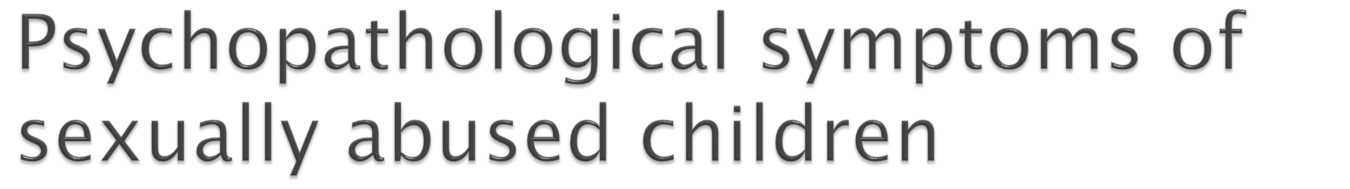 Psychopathological symptoms of
sexually abused children